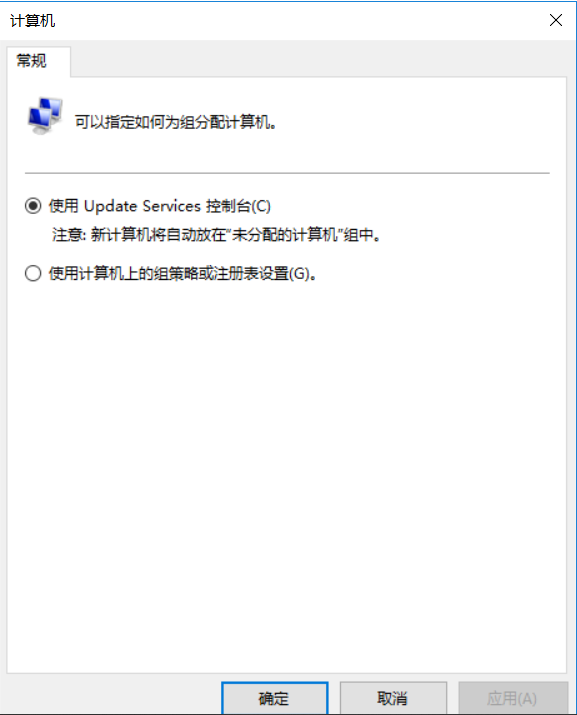 计算机
常规
可以指定如何为组分配计算机。
使用 Update Services 控制台(C)
注意: 新计算机将自动放在“未分配的计算机”组中。
使用计算机上的组策略或注册表设置(G)。
确定
取消
应用(A)